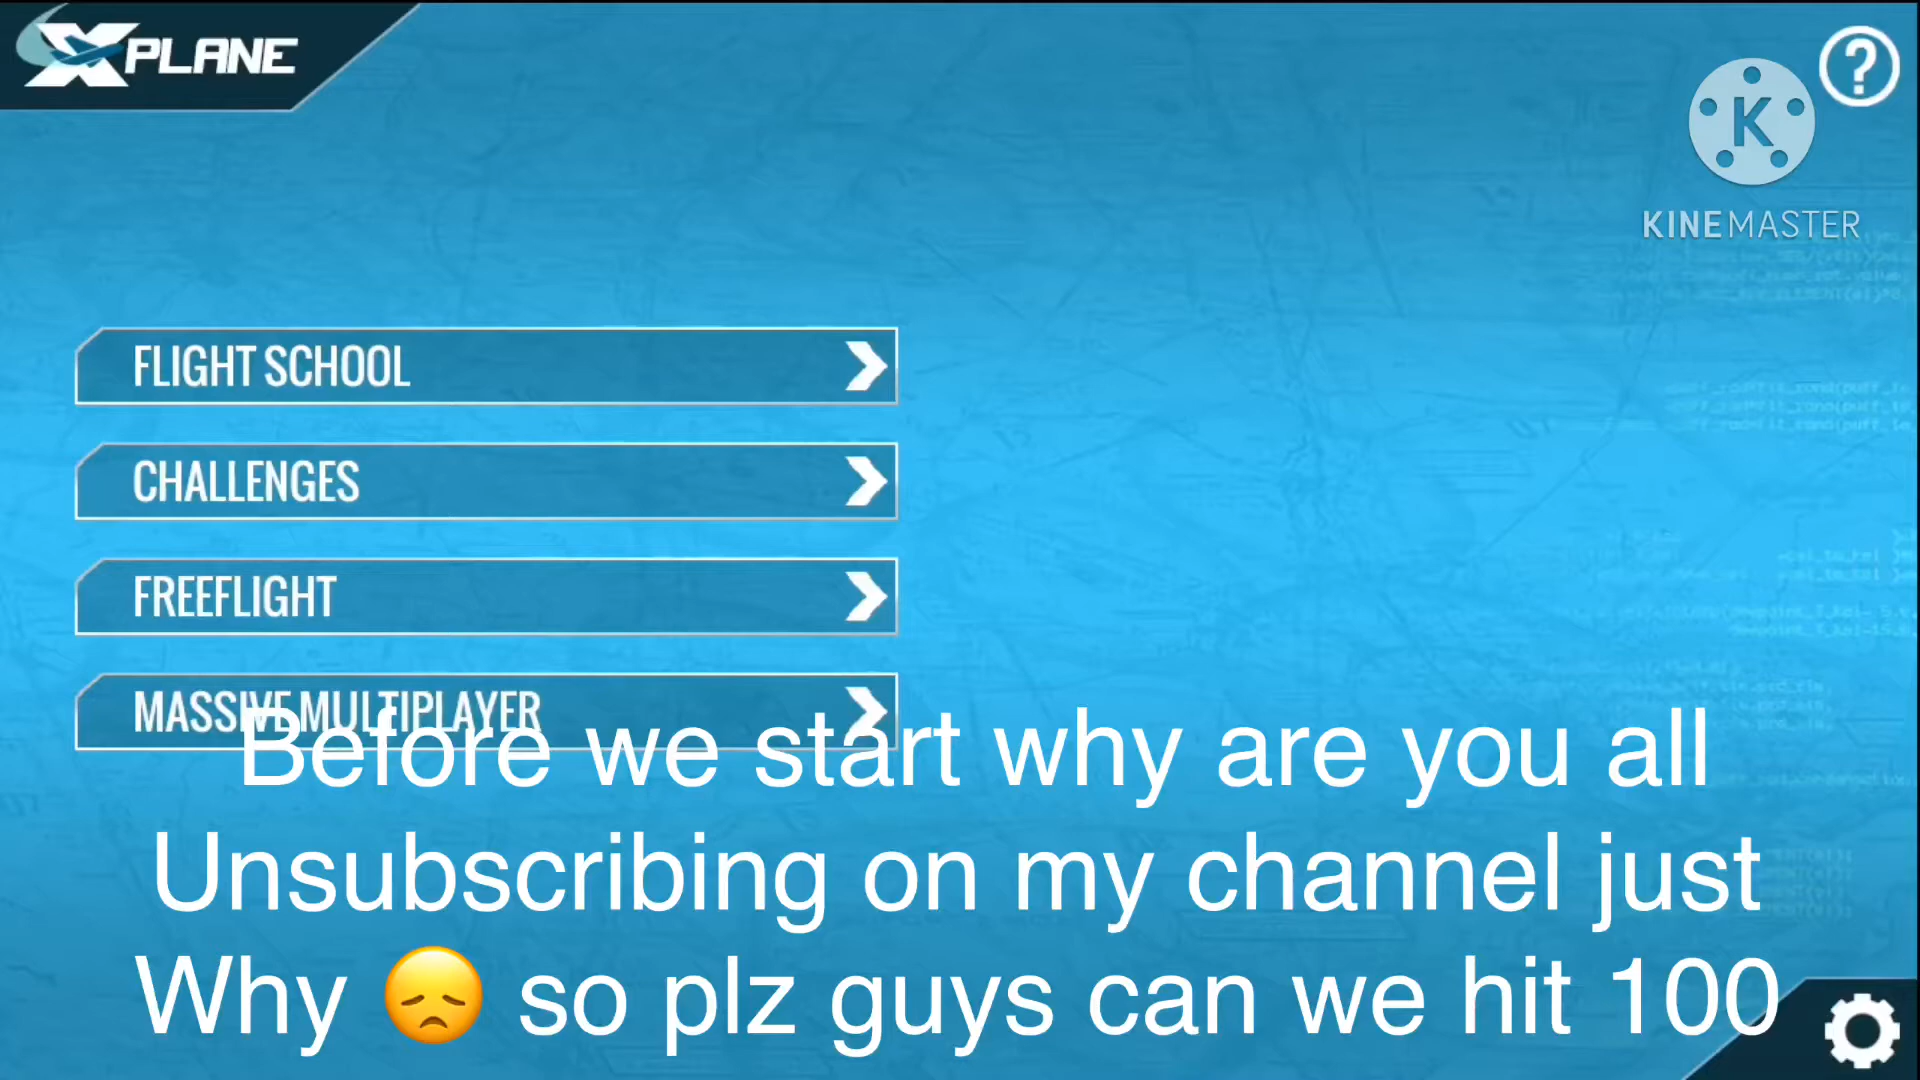 X PLANE
?
K
KINEMASTER
FLIGHT SCHOOL
CHALLENGES
FREEFLIGHT
MASSIVE MULTIPLAYER
Before we start why are you all
Unsubscribing on my channel just
Why 😞 so plz guys can we hit 100